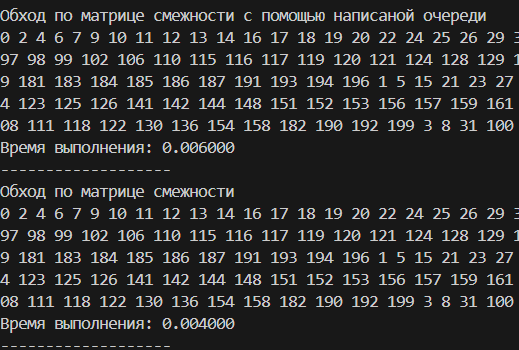 Обход по матрице смежности с помощью написаной очереди
0 2 4 6 7 9 10 11 12 13 14 16 17 18 19 20 22 24 25 26 29
97 98 99 102 106 110 115 116 117 119 120 121 124 128 129
9 181 183 184 185 186 187 191 193 194 196 1 5 15 21 23 27
4 123 125 126 141 142 144 148 151 152 153 156 157 159 161
08 111 118 122 130 136 154 158 182 190 192 199 3 8 31 100
Время выполнения: 0.006000
-------------------
Обход по матрице смежности
0 2 4 6 7 9 10 11 12 13 14 16 17 18 19 20 22 24 25 26 29
97 98 99 102 106 110 115 116 117 119 120 121 124 128 129
9 181 183 184 185 186 187 191 193 194 196 1 5 15 21 23 27
4 123 125 126 141 142 144 148 151 152 153 156 157 159 161
08 111 118 122 130 136 154 158 182 190 192 199 3 8 31 100
Время выполнения: 0.004000
-------------------